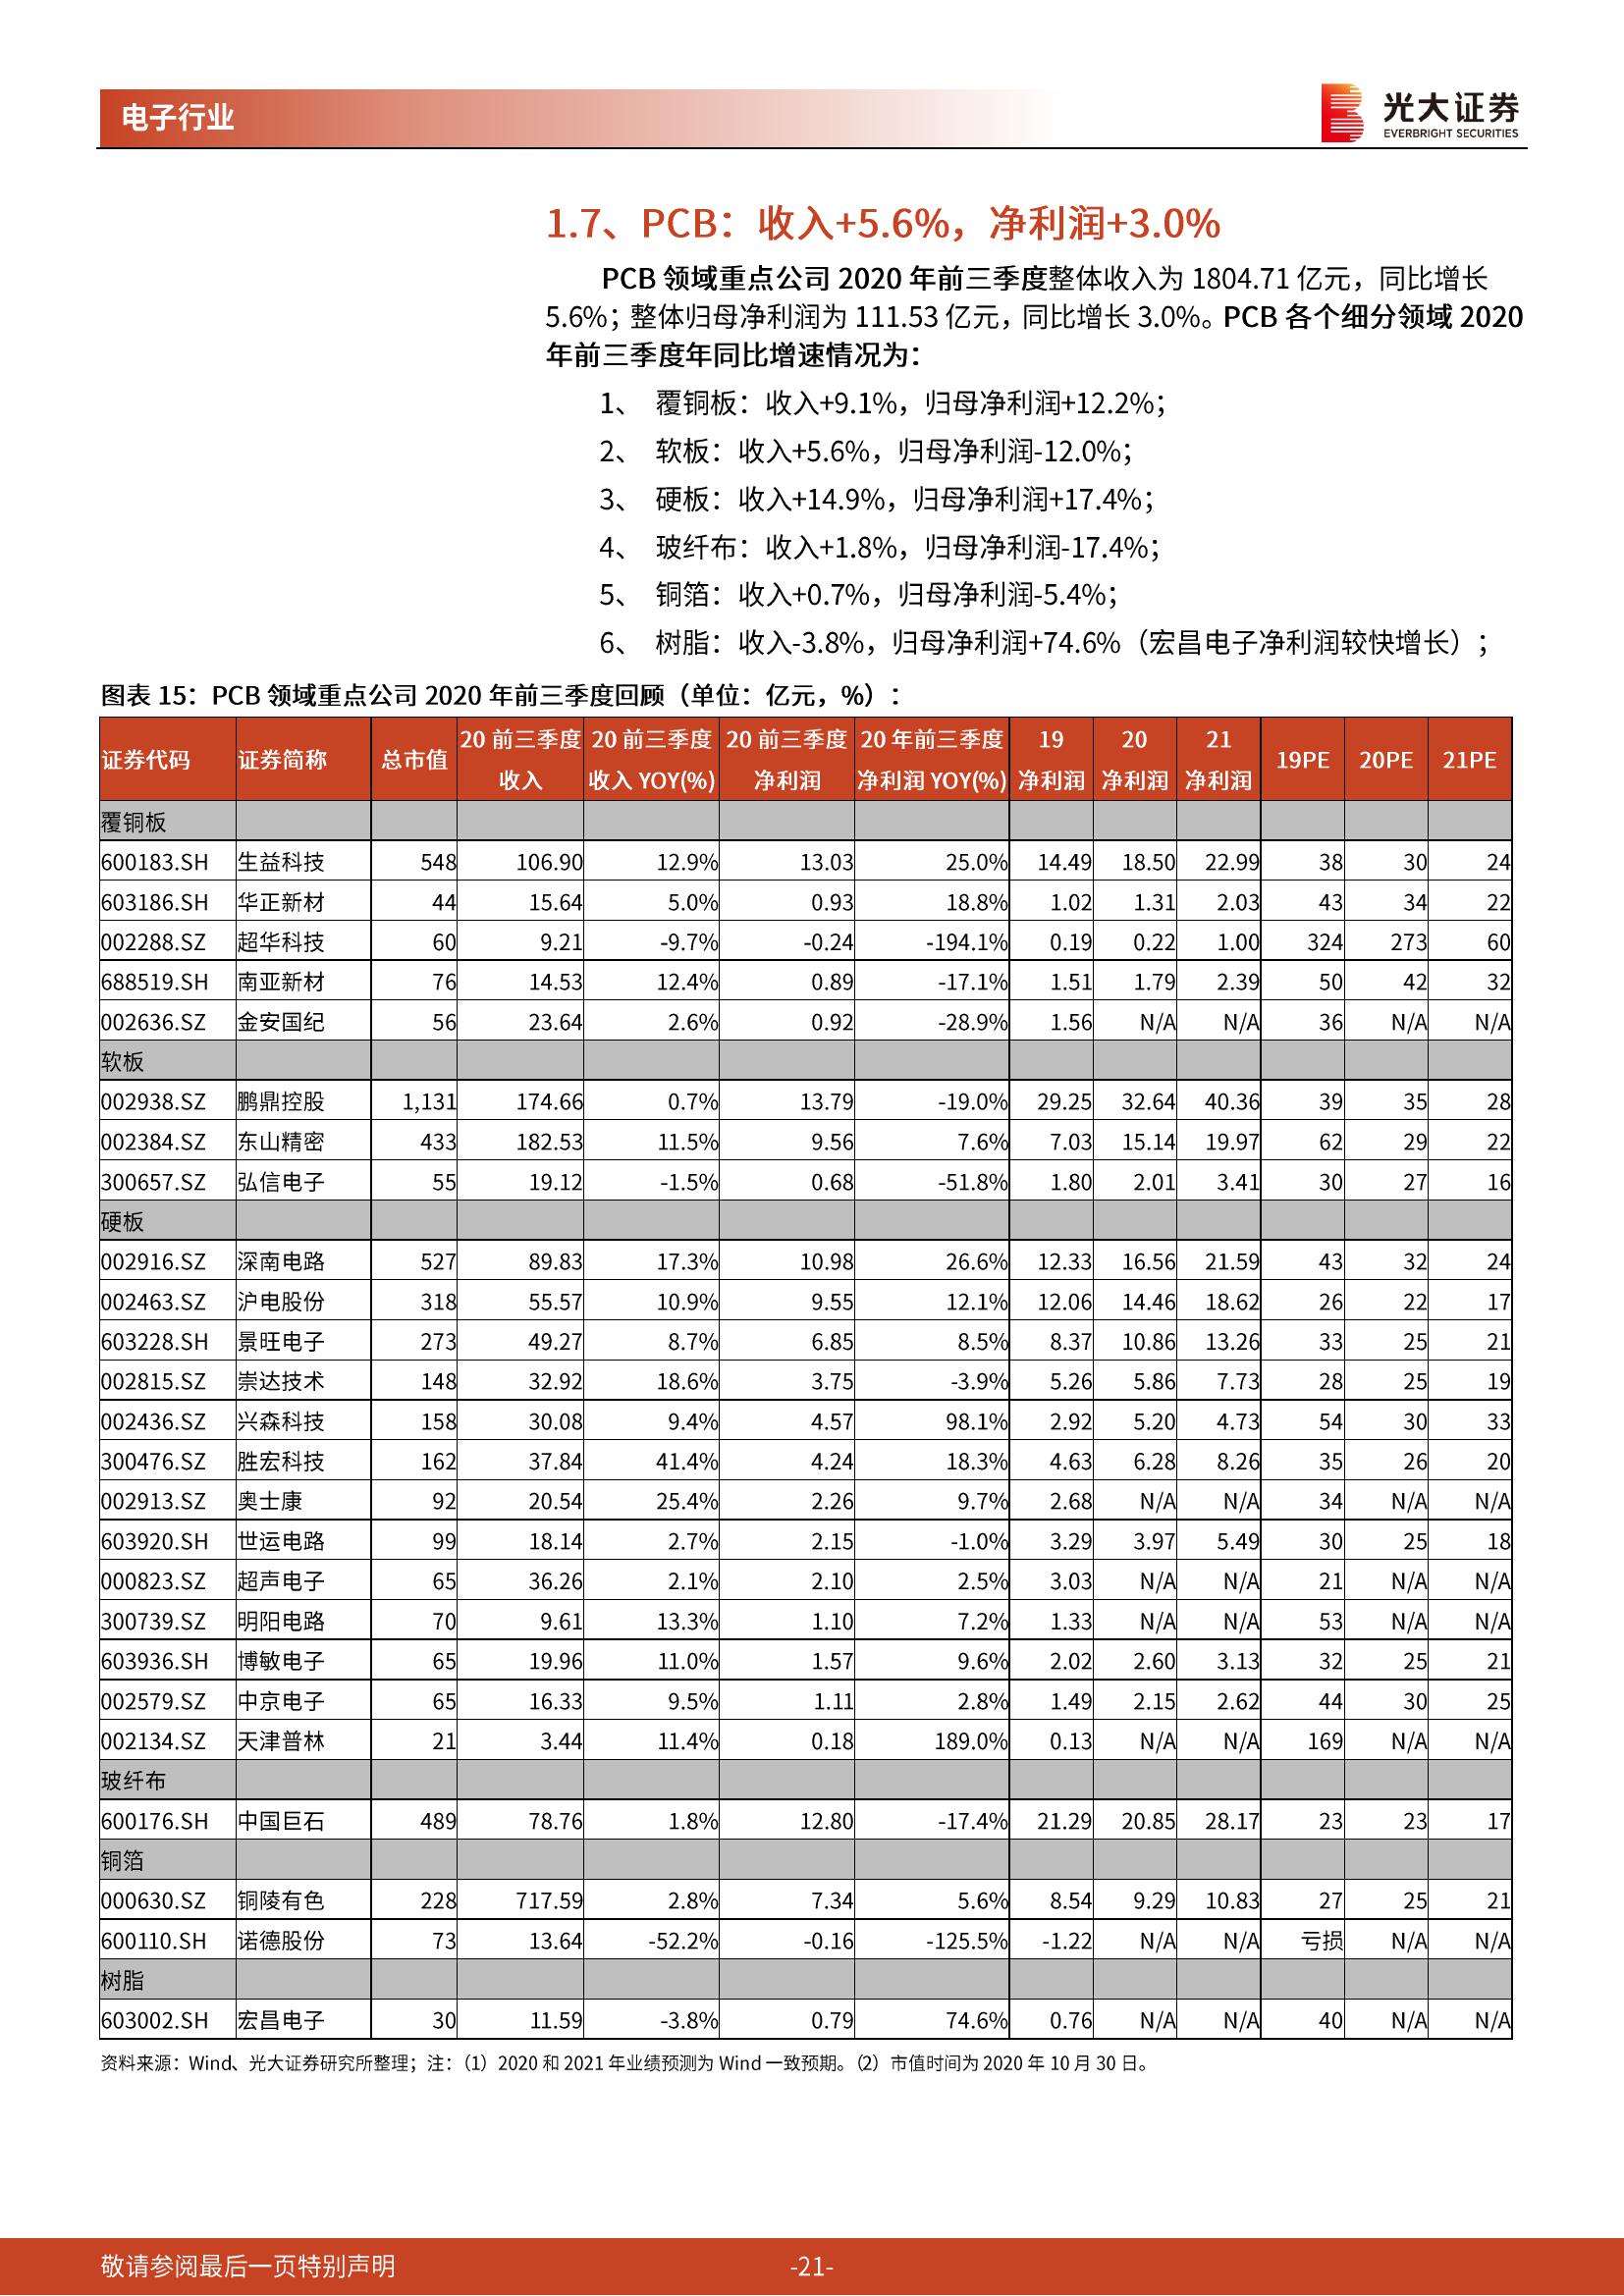 电子行业
光大证券
EVERBRIGHT SECURITIES
1.7、PCB：收入+5.6%，净利润+3.0%
PCB 领域重点公司 2020 年前三季度整体收入为 1804.71 亿元，同比增长
5.6%；整体归母净利润为 111.53 亿元，同比增长 3.0%。PCB 各个细分领域 2020
年前三季度年同比增速情况为：
1、 覆铜板：收入+9.1%，归母净利润+12.2%；
2、 软板：收入+5.6%，归母净利润-12.0%；
3、 硬板：收入+14.9%，归母净利润+17.4%；
4、 玻纤布：收入+1.8%，归母净利润-17.4%；
5、 铜箔：收入+0.7%，归母净利润-5.4%；
6、 树脂：收入-3.8%，归母净利润+74.6%（宏昌电子净利润较快增长）；
图表 15：PCB 领域重点公司 2020 年前三季度回顾（单位：亿元，%）：
证券代码 证券简称 总市值 20 前三季度收入 20 前三季度收入 YOY(%) 20 前三季度净利润 20 年前三季度净利润 YOY(%) 19净利润 20净利润 21净利润 19PE 20PE 21PE
覆铜板
600183.SH 生益科技 548 106.90 12.9% 13.03 25.0% 14.49 18.50 22.99 38 30 24
603186.SH 华正新材 44 15.64 5.0% 0.93 18.8% 1.02 1.31 2.03 43 34 22
002288.SZ 超华科技 60 9.21 -9.7% -0.24 -194.1% 0.19 0.22 1.00 324 273 60
688519.SH 南亚新材 76 14.53 12.4% 0.89 -17.1% 1.51 1.79 2.39 50 42 32
002636.SZ 金安国纪 56 23.64 2.6% 0.92 -28.9% 1.56 N/A N/A 36 N/A N/A
软板
002938.SZ 鹏鼎控股 1,131 174.66 0.7% 13.79 -19.0% 29.25 32.64 40.36 39 35 28
002384.SZ 东山精密 433 182.53 11.5% 9.56 7.6% 7.03 15.14 19.97 62 29 22
300657.SZ 弘信电子 55 19.12 -1.5% 0.68 -51.8% 1.80 2.01 3.41 30 27 16
硬板
002916.SZ 深南电路 527 89.83 17.3% 10.98 26.6% 12.33 16.56 21.59 43 32 24
002463.SZ 沪电股份 318 55.57 10.9% 9.55 12.1% 12.06 14.46 18.62 26 22 17
603228.SH 景旺电子 273 49.27 8.7% 6.85 8.5% 8.37 10.86 13.26 33 25 21
002815.SZ 崇达技术 148 32.92 18.6% 3.75 -3.9% 5.26 5.86 7.73 28 25 19
002436.SZ 兴森科技 158 30.08 9.4% 4.57 98.1% 2.92 5.20 4.73 54 30 33
300476.SZ 胜宏科技 162 37.84 41.4% 4.24 18.3% 4.63 6.28 8.26 35 26 20
002913.SZ 奥士康 92 20.54 25.4% 2.26 9.7% 2.68 N/A N/A 34 N/A N/A
603920.SH 世运电路 99 18.14 2.7% 2.15 -1.0% 3.29 3.97 5.49 30 25 18
000823.SZ 超声电子 65 36.26 2.1% 2.10 2.5% 3.03 N/A N/A 21 N/A N/A
300739.SZ 明阳电路 70 9.61 13.3% 1.10 7.2% 1.33 N/A N/A 53 N/A N/A
603936.SH 博敏电子 65 19.96 11.0% 1.57 9.6% 2.02 2.60 3.13 32 25 21
002579.SZ 中京电子 65 16.33 9.5% 1.11 2.8% 1.49 2.15 2.62 44 30 25
002134.SZ 天津普林 21 3.44 11.4% 0.18 189.0% 0.13 N/A N/A 169 N/A N/A
玻纤布
600176.SH 中国巨石 489 78.76 1.8% 12.80 -17.4% 21.29 20.85 28.17 23 23 17
铜箔
000630.SZ 铜陵有色 228 717.59 2.8% 7.34 5.6% 8.54 9.29 10.83 27 25 21
600110.SH 诺德股份 73 13.64 -52.2% -0.16 -125.5% -1.22 N/A N/A 亏损 N/A N/A
树脂
603002.SH 宏昌电子 30 11.59 -3.8% 0.79 74.6% 0.76 N/A N/A 40 N/A N/A
资料来源：Wind、光大证券研究所整理；注：（1）2020 和 2021 年业绩预测为 Wind 一致预期。（2）市值时间为 2020 年 10 月 30 日。
敬请参阅最后一页特别声明 -21-